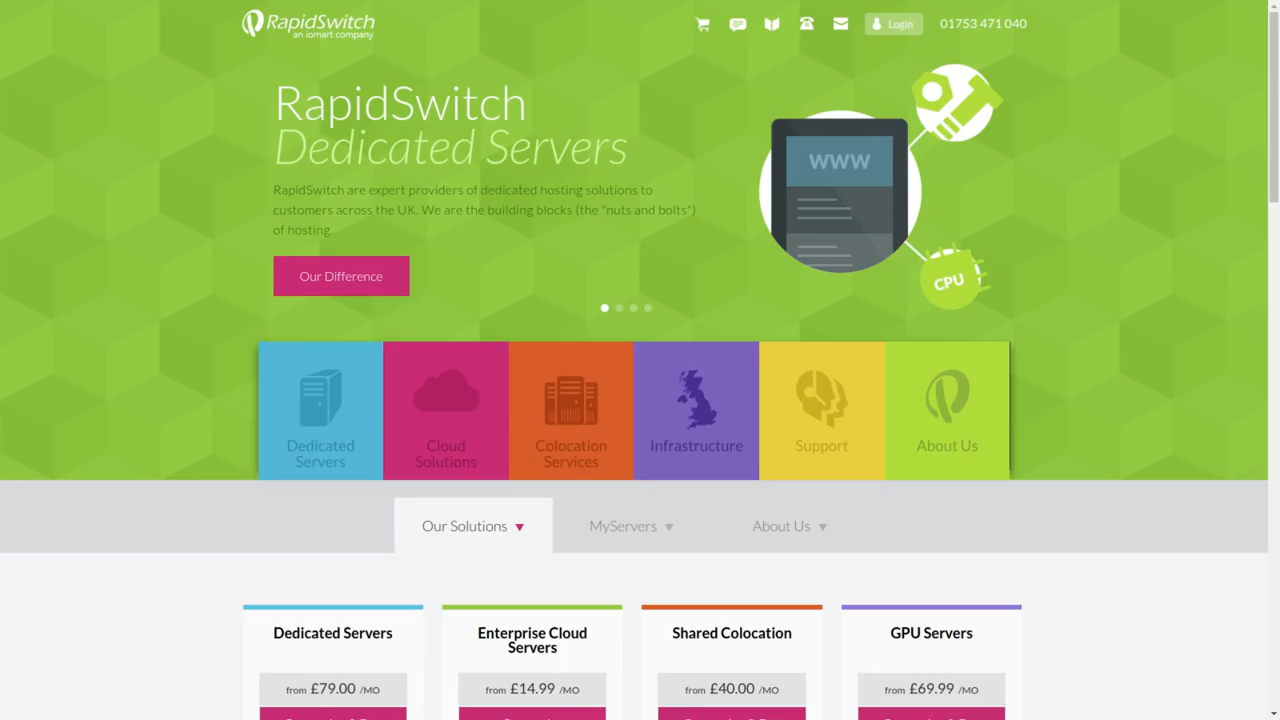 RapidSwitch
an iomart company
Login
01753 471 040
RapidSwitch
Dedicated Servers
RapidSwitch are expert providers of dedicated hosting solutions to
customers across the UK. We are the building blocks (the "nuts and bolts")
of hosting.
Our Difference
WWW
CPU
Dedicated
Servers
Cloud
Solutions
Colocation
Services
Infrastructure
Support
About Us
Our Solutions
MyServers
About Us
Dedicated Servers
Enterprise Cloud
Servers
Shared Colocation
GPU Servers
from £79.00 /MO
from £14.99 /MO
from £40.00 /MO
from £69.99 /MO